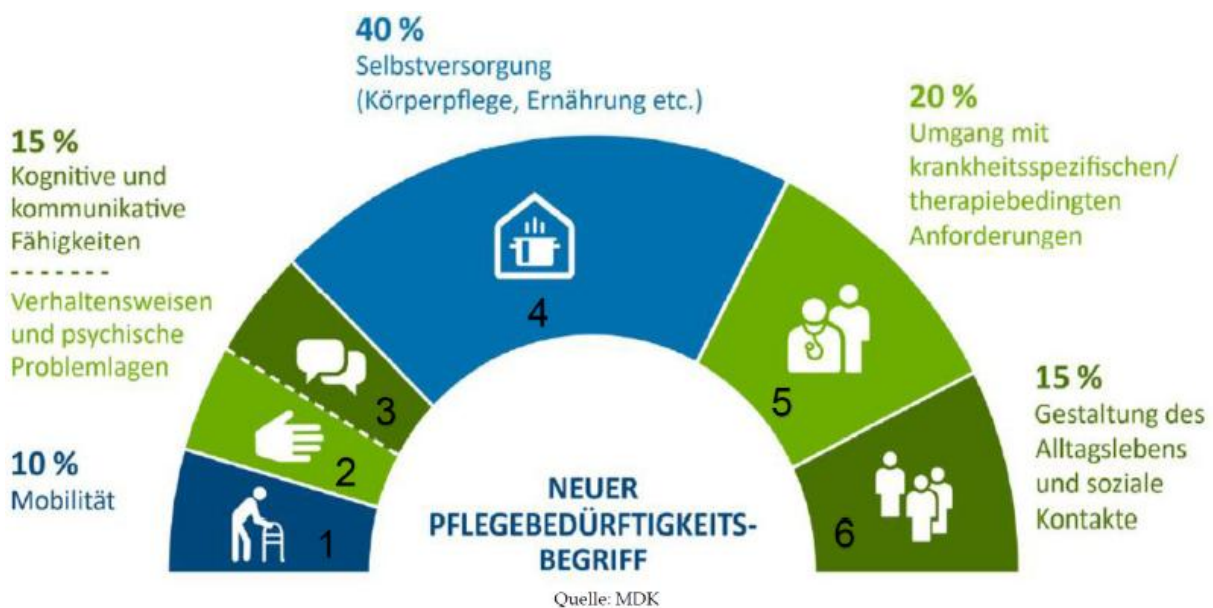 40 %
Selbstversorgung
(Körperpflege, Ernährung etc.)
20 %
Umgang mit
krankheitsspezifischen/
therapiebedingten
Anforderungen
15 %
Kognitive und
kommunikative
Fähigkeiten
Verhaltensweisen
und psychische
Problemlagen
10 %
Mobilität
15 %
Gestaltung des
Alltagslebens
und soziale
Kontakte
1
2
3
4
5
6
NEUER
PFLEGEBEDÜRFTIGKEITS-
BEGRIFF
Quelle: MDK